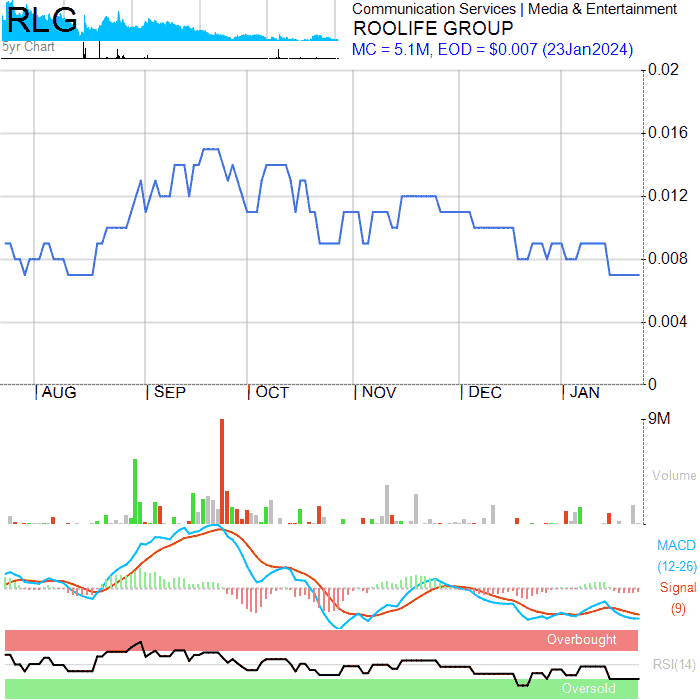 RLG
5yr Chart
Communication Services | Media & Entertainment
ROOLIFE GROUP
MC = 5.1M, EOD = $0.007 (23Jan2024)
0.02
0.016
0.012
0.008
0.004
0
AUG SEP OCT NOV DEC JAN
9M
Volume
MACD
(12-26)
Signal
(9)
Overbought
RSI(14)
Oversold